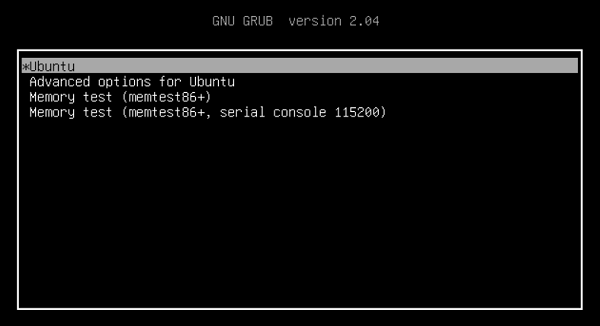 GNU GRUB  version 2.04
*Ubuntu
Advanced options for Ubuntu
Memory test (memtest86+)
Memory test (memtest86+, serial console 115200)